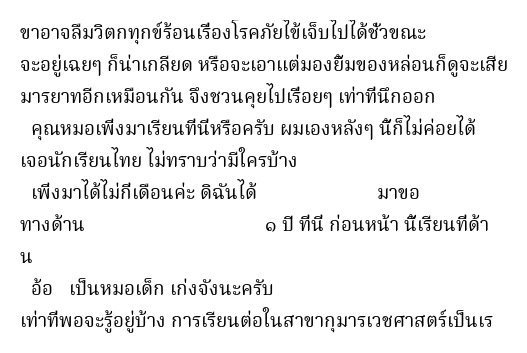 ขาอาจลืมวิตกทุกข์ร้อนเรื่องโรคภัยไข้เจ็บไปได้ชั่วขณะ
จะอยู่เฉยๆ ก็น่าเกลียด หรือจะเอาแต่มองยิ้มของหล่อนก็ดูจะเสีย
มารยาทอีกเหมือนกัน จึงชวนคุยไปเรื่อยๆ เท่าที่นึกออก
คุณหมอเพิ่งมาเรียนที่นี่หรือครับ ผมเองหลังๆ นี้ก็ไม่ค่อยได้
เจอนักเรียนไทย ไม่ทราบว่ามีใครบ้าง
เพิ่งมาได้ไม่กี่เดือนค่ะ ดิฉันได้ มาขอ
ทางด้าน ๑ ปี ที่นี่ ก่อนหน้า นี้เรียนที่ด้า
น
อ้อ เป็นหมอเด็ก เก่งจังนะครับ
เท่าที่พอจะรู้อยู่บ้าง การเรียนต่อในสาขากุมารเวชศาสตร์เป็นเร